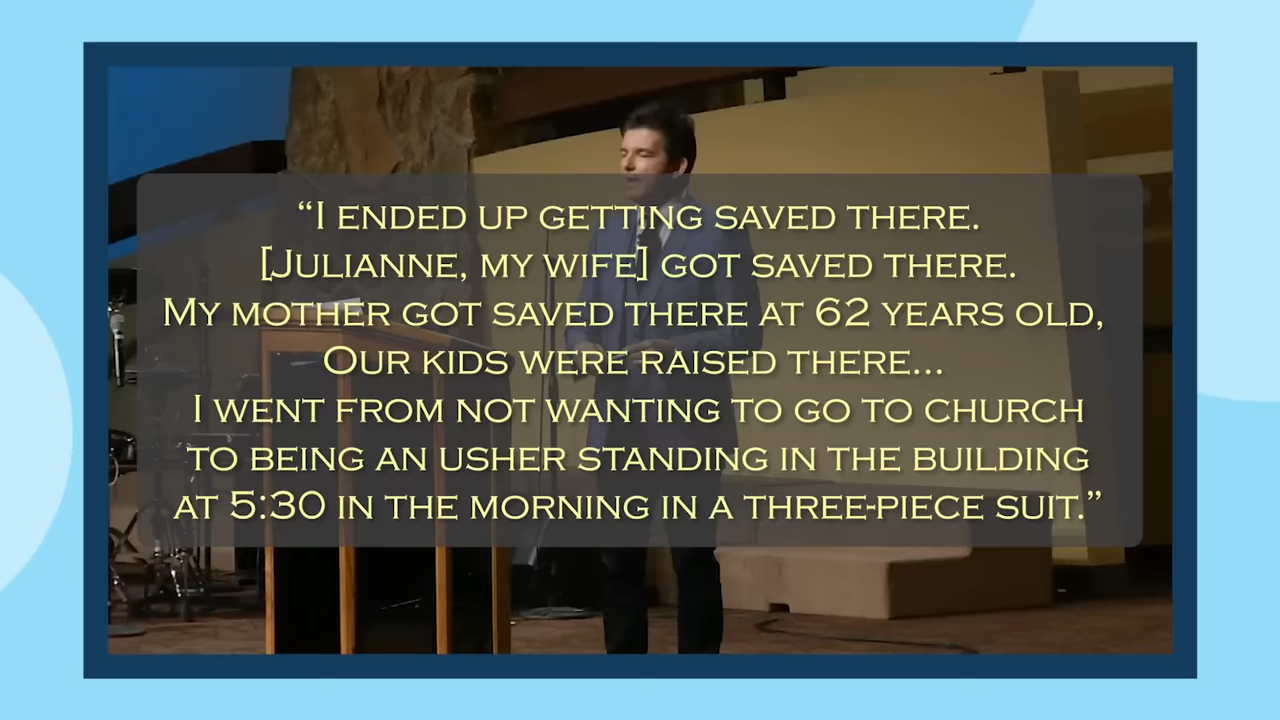 “I ENDED UP GETTING SAVED THERE.
[JULIANNE, MY WIFE] GOT SAVED THERE.
MY MOTHER GOT SAVED THERE AT 62 YEARS OLD,
OUR KIDS WERE RAISED THERE...
I WENT FROM NOT WANTING TO GO TO CHURCH
TO BEING AN USHER STANDING IN THE BUILDING
AT 5:30 IN THE MORNING IN A THREE-PIECE SUIT.”